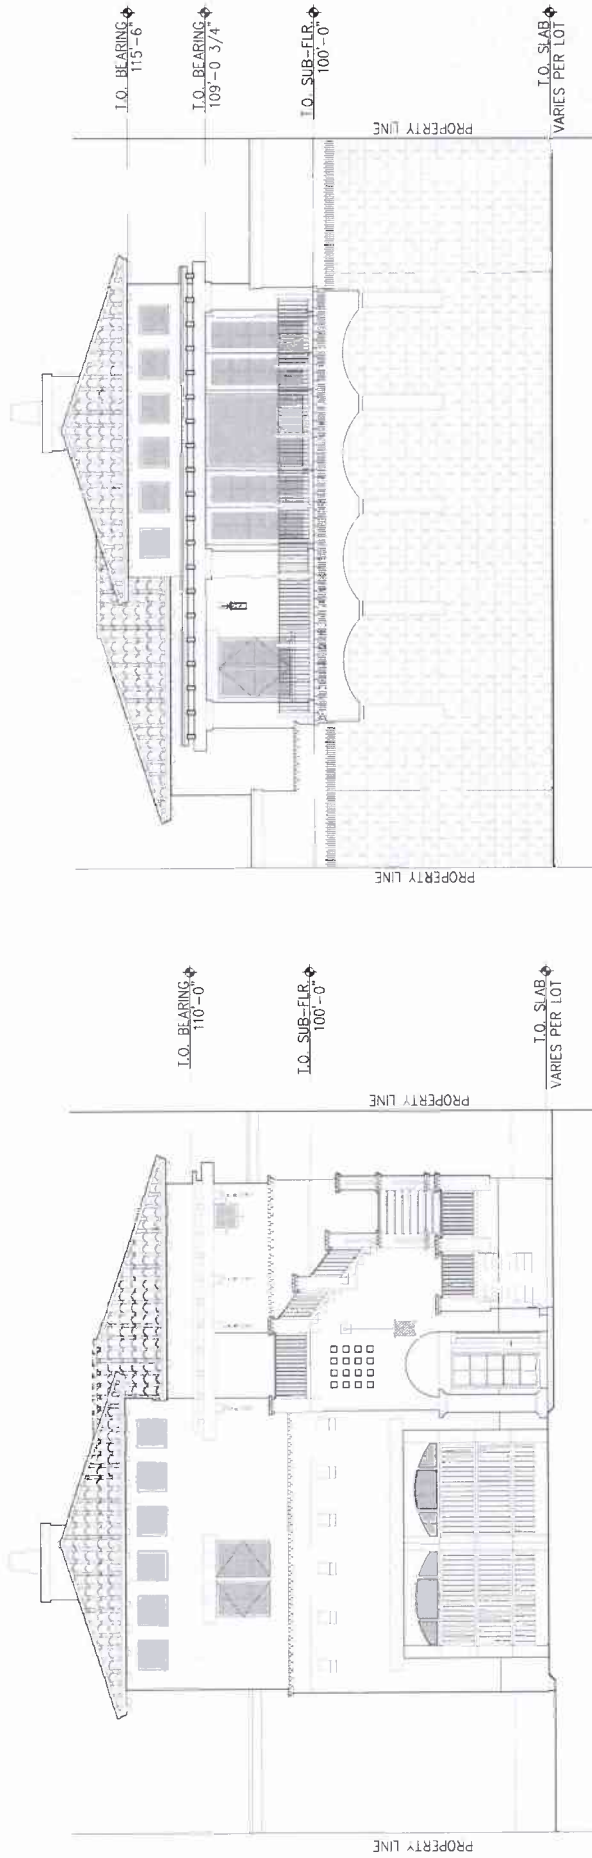 T.O. BEARING
110'-0"
T.O. SUB-FLR.
100'-0"
T.O. SLAB
VARIES PER LOT
PROPERTY LINE
PROPERTY LINE
T.O. BEARING
115'-6"
T.O. BEARING
109'-0 3/4"
T.O. SUB-FLR.
100'-0"
T.O. SLAB
VARIES PER LOT
PROPERTY LINE
PROPERTY LINE